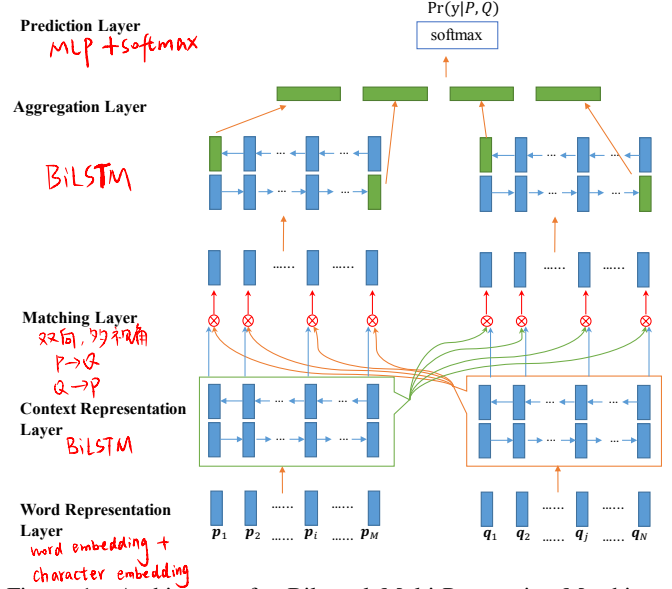 Pr(y|P, Q)
Prediction Layer
softmax
MLP + softmax
Aggregation Layer
... ... ... ...
BiLSTM
... ... ... ...
...... ...... ...... ......
Matching Layer
双向,多视角
P→Q
Q→P
... ... ... ...
Context Representation
Layer
... ... ... ...
BiLSTM
Word Representation
...... ...... ...... ......
Layer
p1 p2 ...... pi ...... pM q1 q2 ...... qj ...... qN
word embedding +
character embedding